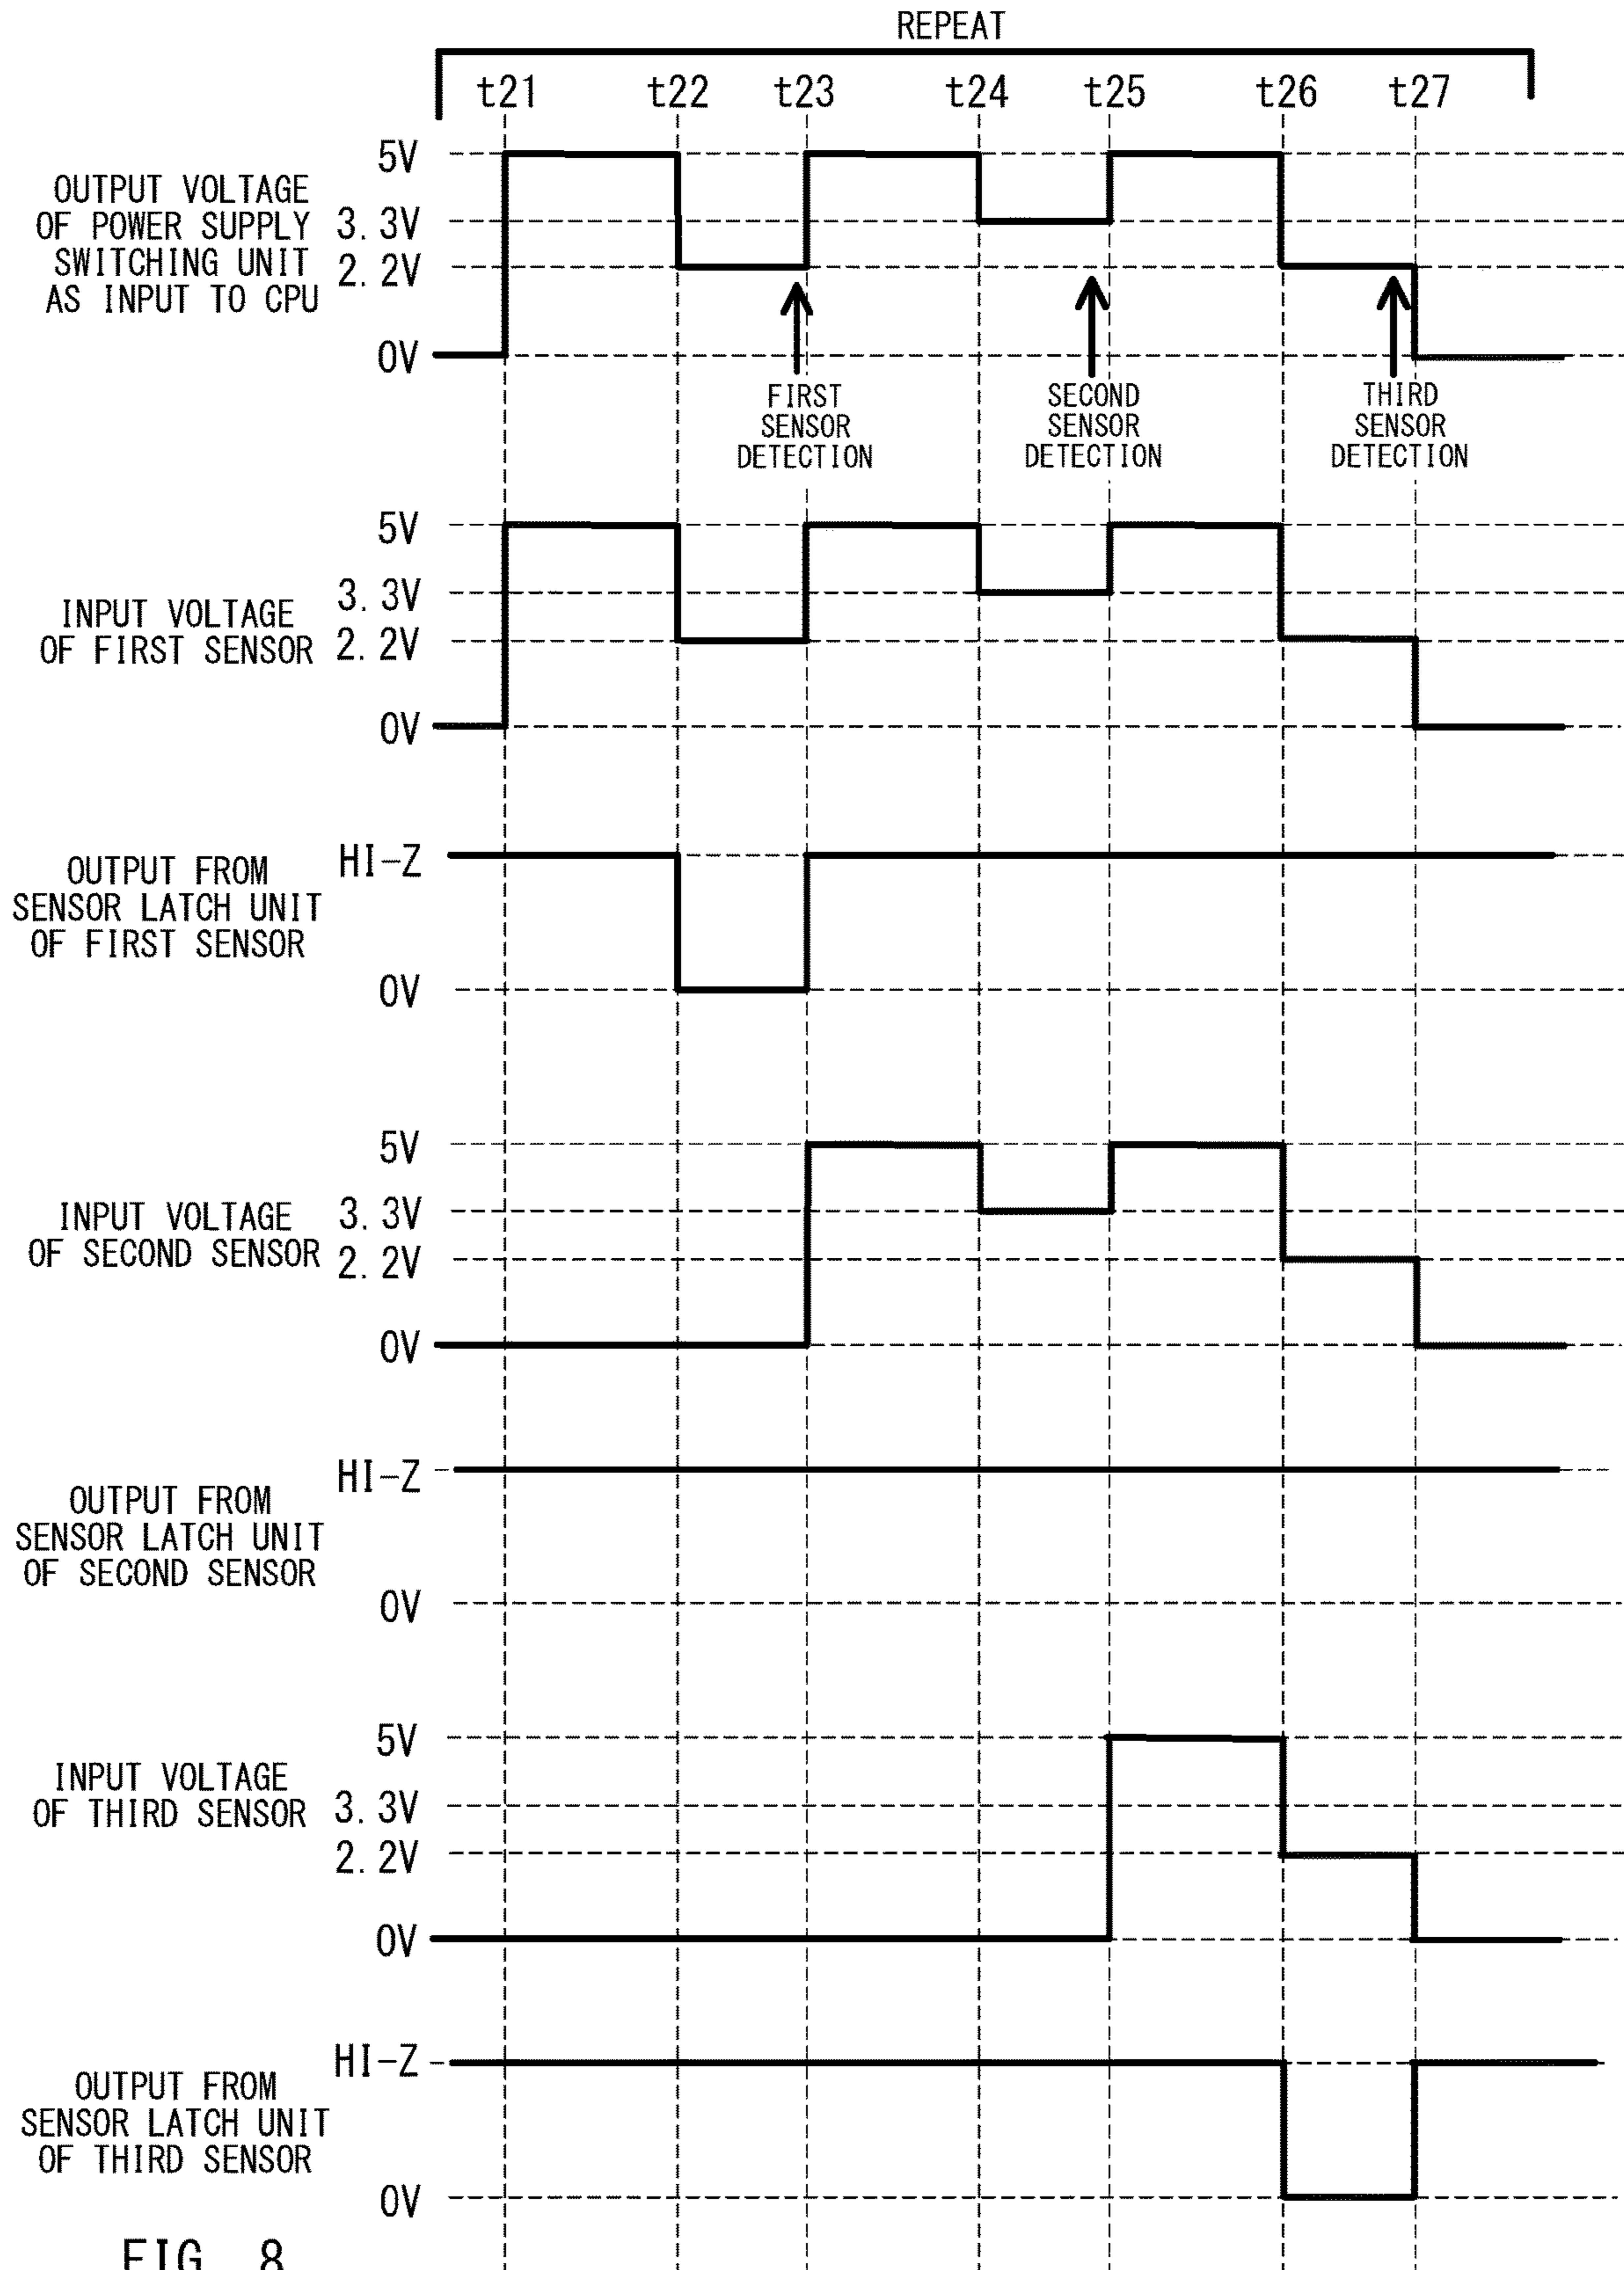 REPEAT
t21 t22 t23 t24 t25 t26 t27
OUTPUT VOLTAGE
OF POWER SUPPLY
SWITCHING UNIT
AS INPUT TO CPU
5V
3.3V
2.2V
0V
FIRST
SENSOR
DETECTION
SECOND
SENSOR
DETECTION
THIRD
SENSOR
DETECTION
INPUT VOLTAGE
OF FIRST SENSOR
5V
3.3V
2.2V
0V
OUTPUT FROM
SENSOR LATCH UNIT
OF FIRST SENSOR
HI-Z
0V
INPUT VOLTAGE
OF SECOND SENSOR
5V
3.3V
2.2V
0V
OUTPUT FROM
SENSOR LATCH UNIT
OF SECOND SENSOR
HI-Z
0V
INPUT VOLTAGE
OF THIRD SENSOR
5V
3.3V
2.2V
0V
OUTPUT FROM
SENSOR LATCH UNIT
OF THIRD SENSOR
HI-Z
0V
FIG. 8